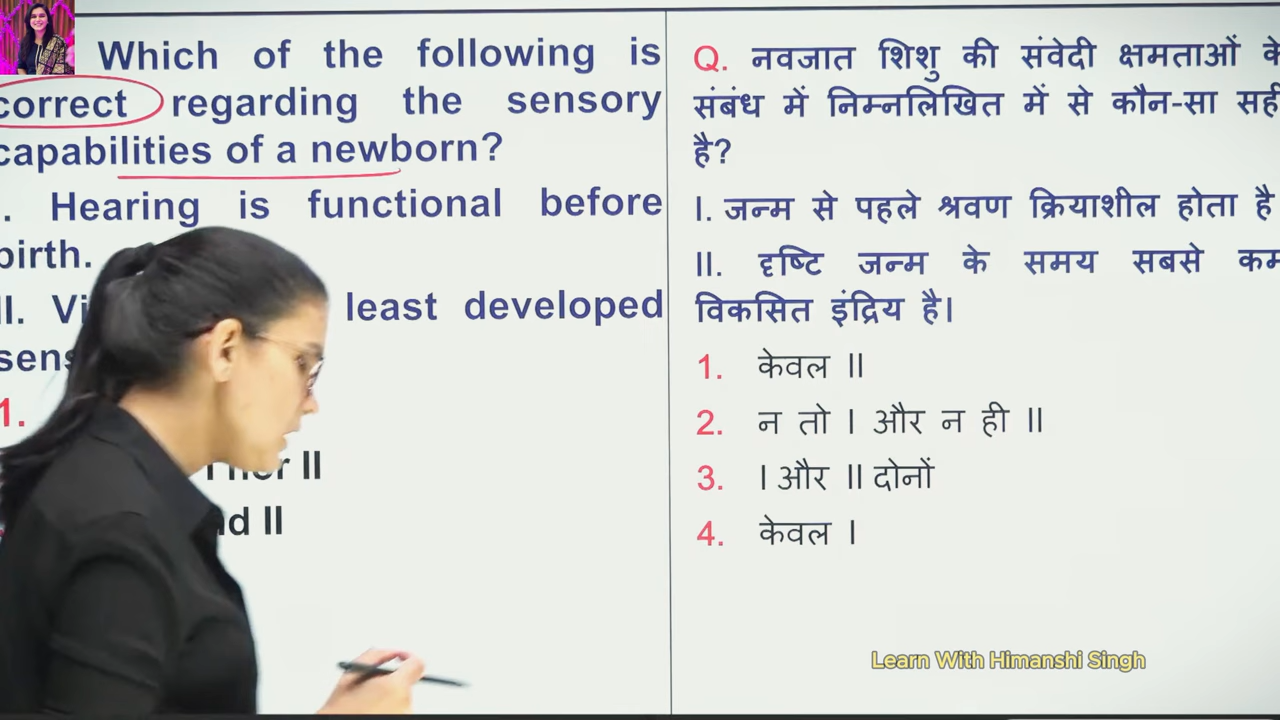 Which of the following is
correct regarding the sensory
capabilities of a newborn?
. Hearing is functional before
birth.
II. least developed
1.
II
II
Q. नवजात शिशु की संवेदी क्षमताओं के
संबंध में निम्नलिखित में से कौन-सा सही
है?
I. जन्म से पहले श्रवण क्रियाशील होता है
II. दृष्टि जन्म के समय सबसे कम
विकसित इंद्रिय है।
1. केवल II
2. न तो I और न ही II
3. I और II दोनों
4. केवल I
Learn With Himanshi Singh